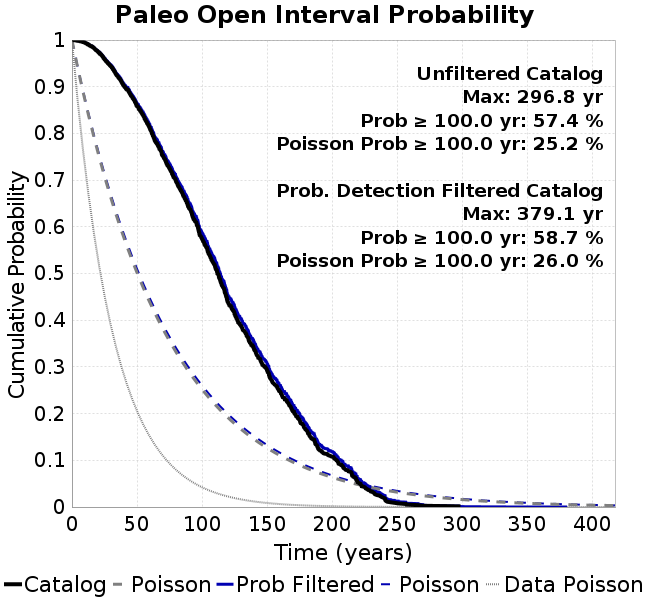 Paleo Open Interval Probability
Unfiltered Catalog
Max: 296.8 yr
Prob ≥ 100.0 yr: 57.4 %
Poisson Prob ≥ 100.0 yr: 25.2 %
Prob. Detection Filtered Catalog
Max: 379.1 yr
Prob ≥ 100.0 yr: 58.7 %
Poisson Prob ≥ 100.0 yr: 26.0 %
Cumulative Probability
1
0.9
0.8
0.7
0.6
0.5
0.4
0.3
0.2
0.1
0
0 50 100 150 200 250 300 350 400
Time (years)
Catalog Poisson Prob Filtered Poisson Data Poisson